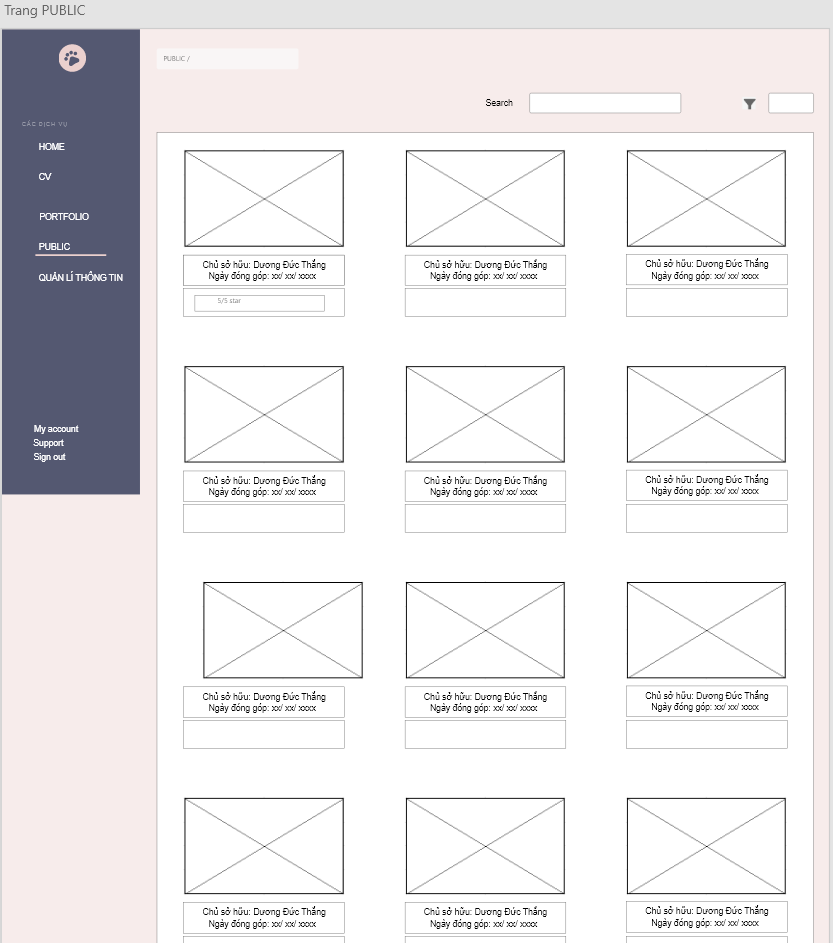 Trang PUBLIC
PUBLIC /
Search
CÁC DỊCH VỤ
HOME
CV
PORTFOLIO
PUBLIC
QUẢN LÍ THÔNG TIN
My account
Support
Sign out
Chủ sở hữu: Dương Đức Thắng
Ngày đóng góp: xx/ xx/ xxxx
5/5 star
Chủ sở hữu: Dương Đức Thắng
Ngày đóng góp: xx/ xx/ xxxx
Chủ sở hữu: Dương Đức Thắng
Ngày đóng góp: xx/ xx/ xxxx
Chủ sở hữu: Dương Đức Thắng
Ngày đóng góp: xx/ xx/ xxxx
Chủ sở hữu: Dương Đức Thắng
Ngày đóng góp: xx/ xx/ xxxx
Chủ sở hữu: Dương Đức Thắng
Ngày đóng góp: xx/ xx/ xxxx
Chủ sở hữu: Dương Đức Thắng
Ngày đóng góp: xx/ xx/ xxxx
Chủ sở hữu: Dương Đức Thắng
Ngày đóng góp: xx/ xx/ xxxx
Chủ sở hữu: Dương Đức Thắng
Ngày đóng góp: xx/ xx/ xxxx
Chủ sở hữu: Dương Đức Thắng
Ngày đóng góp: xx/ xx/ xxxx
Chủ sở hữu: Dương Đức Thắng
Ngày đóng góp: xx/ xx/ xxxx
Chủ sở hữu: Dương Đức Thắng
Ngày đóng góp: xx/ xx/ xxxx